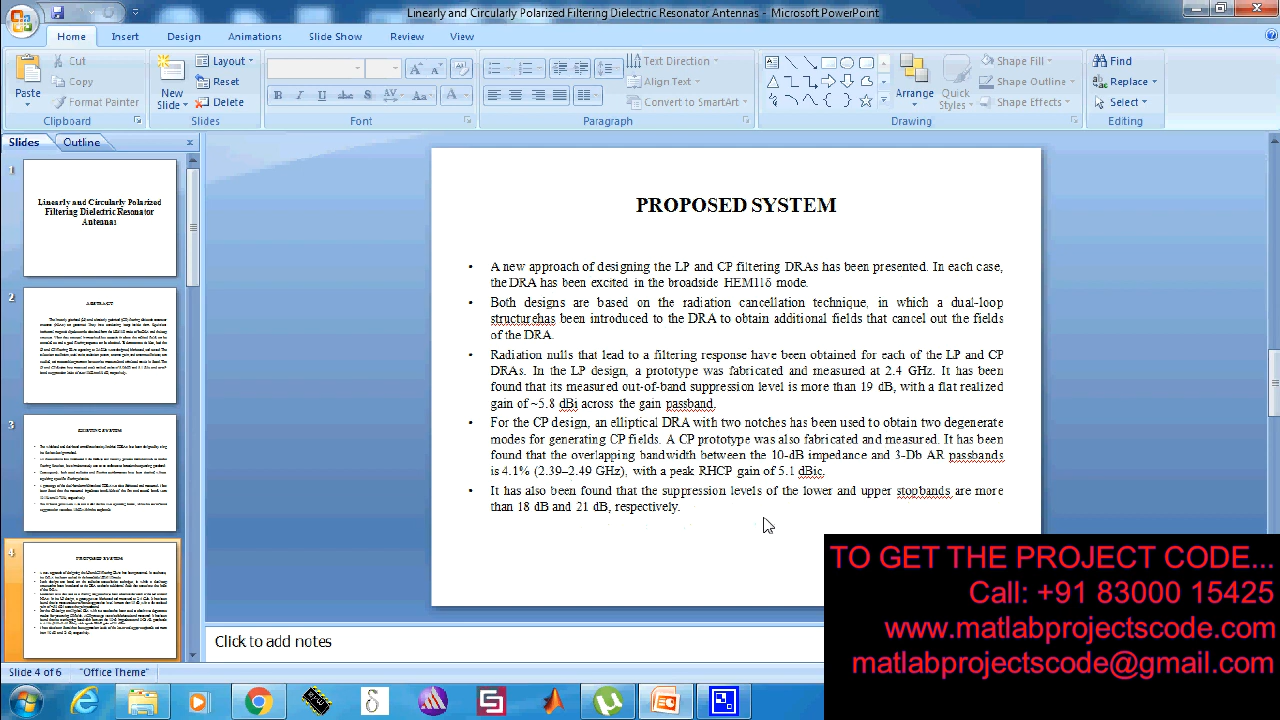 Linearly and Circularly Polarized Filtering Dielectric Resonator Antennas - Microsoft PowerPoint
Home Insert Design Animations Slide Show Review View
Paste
Cut
Copy
Format Painter
Clipboard
New Slide
Layout
Reset
Delete
Slides
Font
Text Direction
Align Text
Convert to SmartArt
Paragraph
Arrange
Quick Styles
Shape Fill
Shape Outline
Shape Effects
Drawing
Find
Replace
Select
Editing
Slides Outline
1
Linearly and Circularly Polarized
Filtering Dielectric Resonator
Antennas
2
ABSTRACT
3
EXISTING SYSTEM
4
PROPOSED SYSTEM
PROPOSED SYSTEM
• A new approach of designing the LP and CP filtering DRAs has been presented. In each case,
the DRA has been excited in the broadside HEM11δ mode.
• Both designs are based on the radiation cancellation technique, in which a dual-loop
structurehas been introduced to the DRA to obtain additional fields that cancel out the fields
of the DRA.
• Radiation nulls that lead to a filtering response have been obtained for each of the LP and CP
DRAs. In the LP design, a prototype was fabricated and measured at 2.4 GHz. It has been
found that its measured out-of-band suppression level is more than 19 dB, with a flat realized
gain of ~5.8 dBi across the gain passband.
• For the CP design, an elliptical DRA with two notches has been used to obtain two degenerate
modes for generating CP fields. A CP prototype was also fabricated and measured. It has been
found that the overlapping bandwidth between the 10-dB impedance and 3-Db AR passbands
is 4.1% (2.39–2.49 GHz), with a peak RHCP gain of 5.1 dBic.
• It has also been found that the suppression levels of the lower and upper stopbands are more
than 18 dB and 21 dB, respectively.
Click to add notes
Slide 4 of 6 "Office Theme"
TO GET THE PROJECT CODE...
Call: +91 83000 15425
www.matlabprojectscode.com
matlabprojectscode@gmail.com